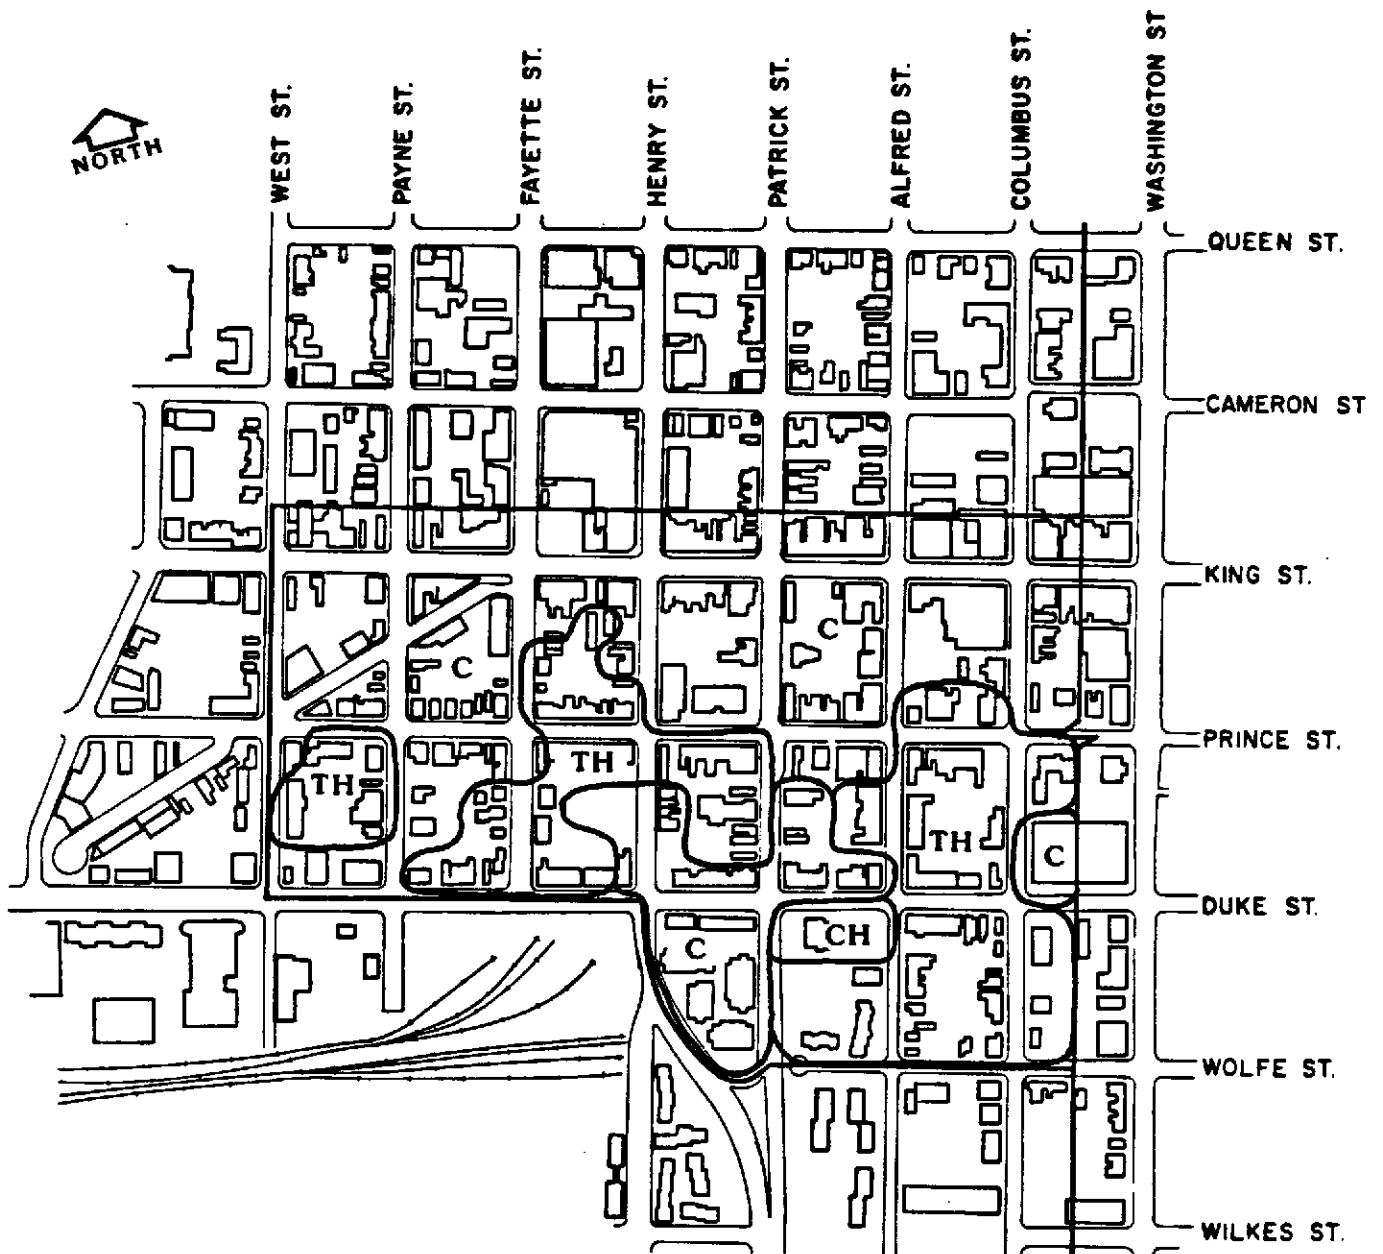 NORTH
WEST ST.
PAYNE ST.
FAYETTE ST.
HENRY ST.
PATRICK ST.
ALFRED ST.
COLUMBUS ST.
WASHINGTON ST
QUEEN ST.
CAMERON ST
KING ST.
C
C
PRINCE ST.
TH
TH
TH
C
DUKE ST.
C
CH
WOLFE ST.
WILKES ST.